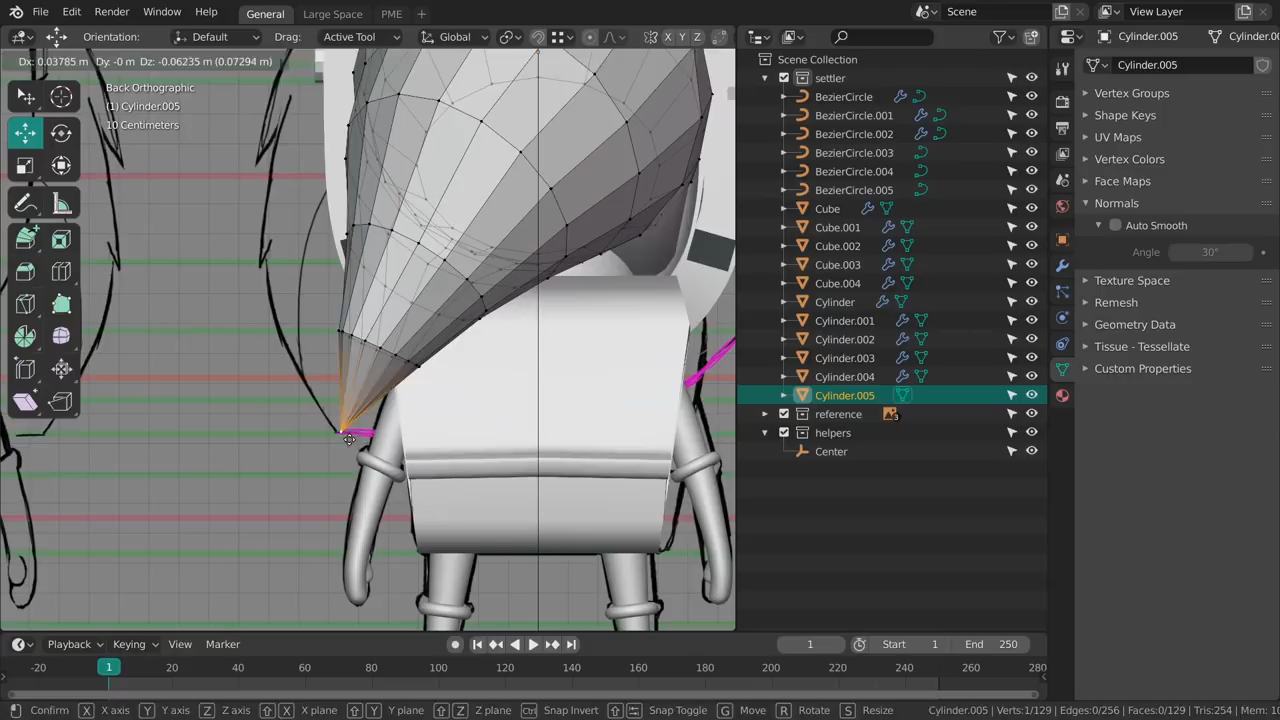 File Edit Render Window Help General Large Space PME + Scene View Layer
Orientation: Default Drag: Active Tool Global X Y Z Cylinder.005 Cylinder.00
Dx: 0.03785 m Dy: -0 m Dz: -0.06235 m (0.07294 m)
Back Orthographic
(1) Cylinder.005
10 Centimeters
Scene Collection
settler
BezierCircle
BezierCircle.001
BezierCircle.002
BezierCircle.003
BezierCircle.004
BezierCircle.005
Cube
Cube.001
Cube.002
Cube.003
Cube.004
Cylinder
Cylinder.001
Cylinder.002
Cylinder.003
Cylinder.004
Cylinder.005
reference 3
helpers
Center
Cylinder.005
Vertex Groups
Shape Keys
UV Maps
Vertex Colors
Face Maps
Normals
Auto Smooth
Angle 30°
Texture Space
Remesh
Geometry Data
Tissue - Tessellate
Custom Properties
Playback Keying View Marker 1 Start 1 End 250
-20 1 20 40 60 80 100 120 140 160 180 200 220 240 260 280
Confirm X X axis Y Y axis Z Z axis X X plane Y Y plane Z Z plane Ctrl Snap Invert Snap Toggle G Move R Rotate S Resize Cylinder.005 | Verts:1/129 | Edges:0/256 | Faces:0/129 | Tris:254 | Mem: 10